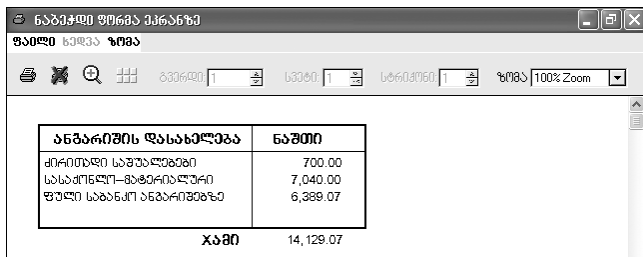 ნაბეჭდი ფორმა ეკრანზე
ფაილი ხედვა ზომა
გვერდი: 1 სვეტი: 1 სტრიქონი: 1 ზომა 100% Zoom
ანგარიშის დასახელება ნაშთი
ძირითადი საშუალებები 700.00
სასაქონლო-მატერიალური 7,040.00
ფული საბანკო ანგარიშებზე 6,389.07
ჯამი 14,129.07